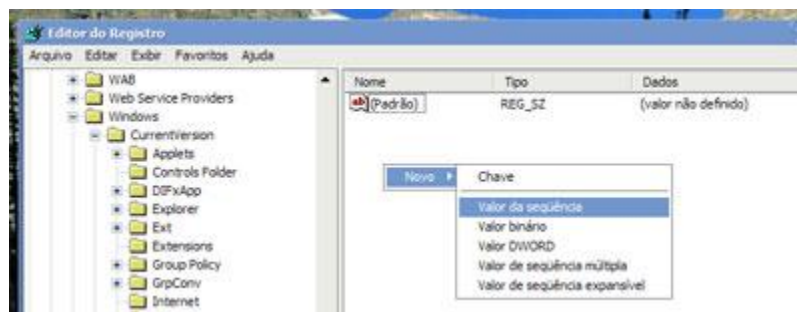 Editor do Registro
Arquivo Editar Exibir Favoritos Ajuda
WAB
Web Service Providers
Windows
CurrentVersion
Applets
Controls Folder
DIFxApp
Explorer
Ext
Extensions
Group Policy
GrpConv
Internet
Nome Tipo Dados
ab (Padrão) REG_SZ (valor não definido)
Novo
Chave
Valor da seqüência
Valor binário
Valor DWORD
Valor de seqüência múltipla
Valor de seqüência expansível